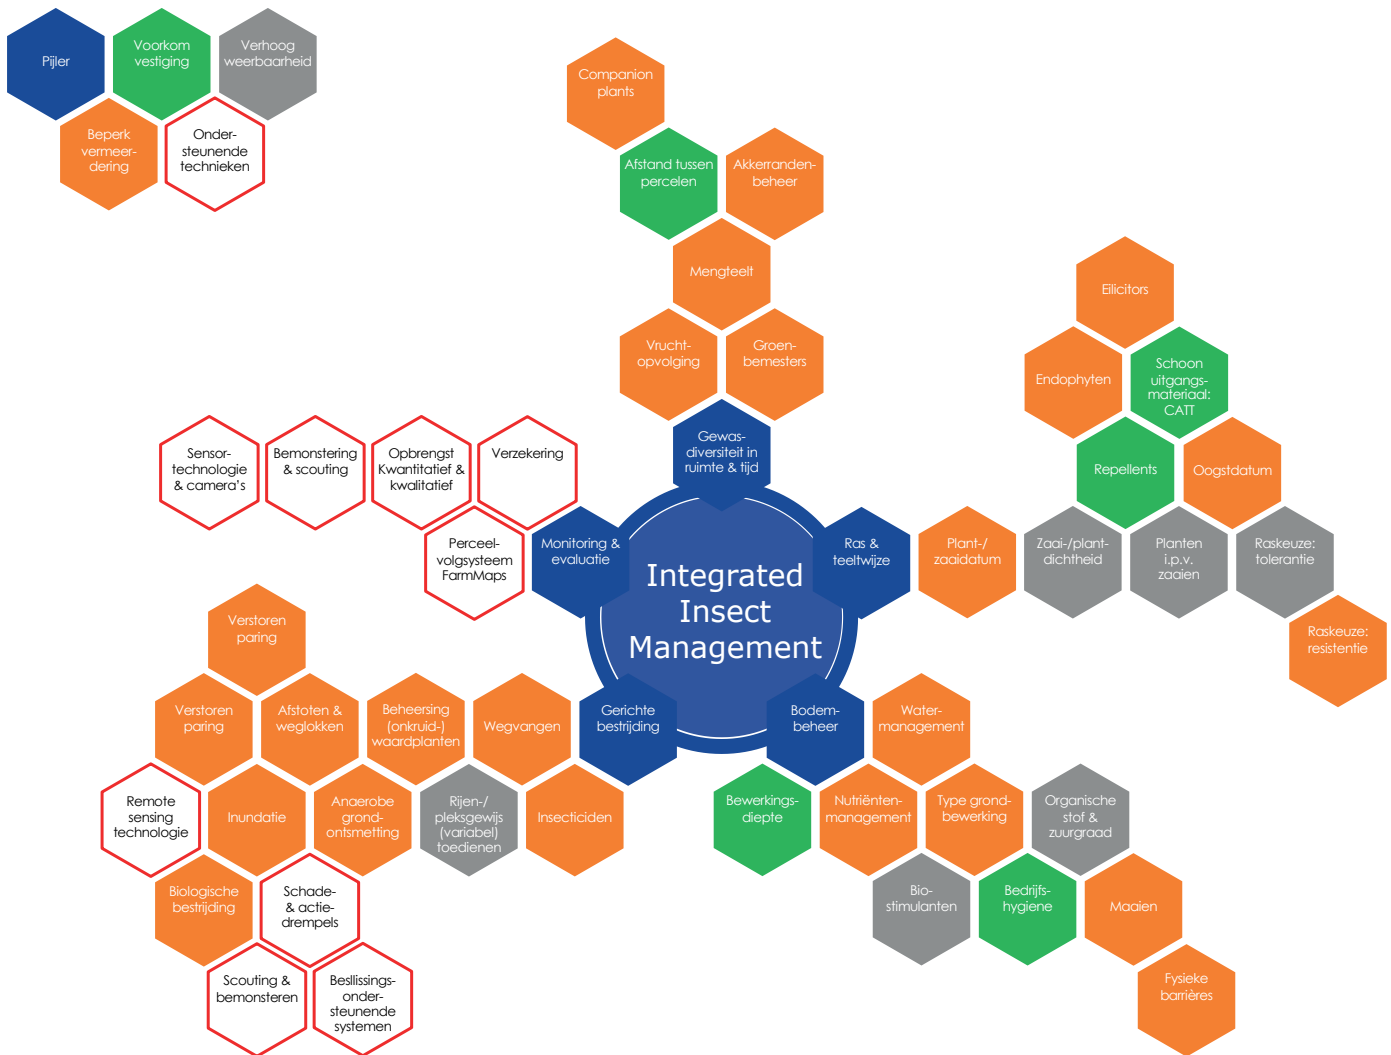 Pijler
Voorkom
vestiging
Verhoog
weerbaarheid
Beperk
vermeer-
dering
Onder-
steunende
technieken
Companion
plants
Afstand tussen
percelen
Akkerranden-
beheer
Mengteelt
Vrucht-
opvolging
Groen-
bemesters
Gewas-
diversiteit in
ruimte & tijd
Eilicitors
Endophyten
Schoon
uitgangs-
materiaal:
CATT
Repellents
Oogstdatum
Ras &
teeltwijze
Plant-/
zaaidatum
Zaai-/plant-
dichtheid
Planten
i.p.v.
zaaien
Raskeuze:
tolerantie
Raskeuze:
resistentie
Sensor-
technologie
& camera's
Bemonstering
& scouting
Opbrengst
Kwantitatief &
kwalitatief
Verzekering
Perceel-
volgsysteem
FarmMaps
Monitoring &
evaluatie
Integrated
Insect
Management
Verstoren
paring
Verstoren
paring
Afstoten &
weglokken
Beheersing
(onkruid-)
waardplanten
Wegvangen
Gerichte
bestrijding
Remote
sensing
technologie
Inundatie
Anaerobe
grond-
ontsmetting
Rijen-/
pleksgewijs
(variabel)
toedienen
Insecticiden
Biologische
bestrijding
Schade-
& actie-
drempels
Scouting &
bemonsteren
Besllissings-
onder-
steunende
systemen
Bodem-
beheer
Water-
management
Bewerkings-
diepte
Nutriënten-
management
Type grond-
bewerking
Organische
stof &
zuurgraad
Bio-
stimulanten
Bedrijfs-
hygiene
Maaien
Fysieke
barrières